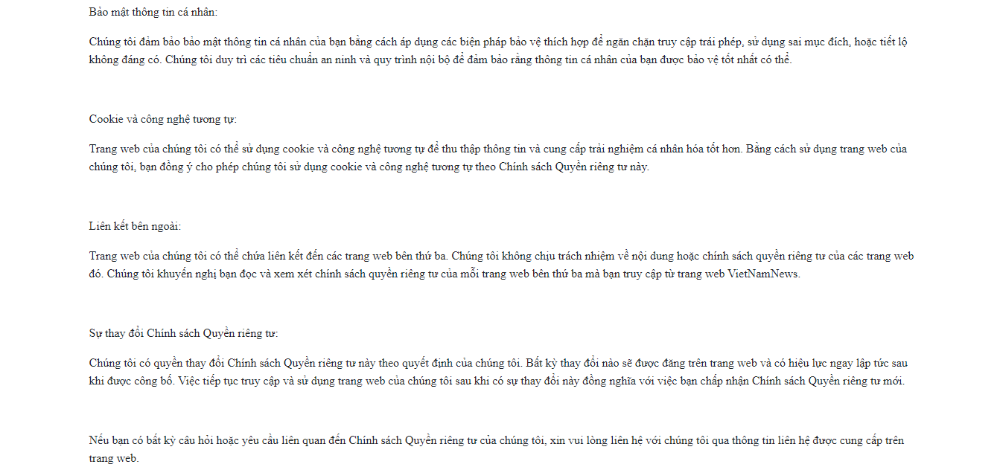 Bảo mật thông tin cá nhân:
Chúng tôi đảm bảo bảo mật thông tin cá nhân của bạn bằng cách áp dụng các biện pháp bảo vệ thích hợp để ngăn chặn truy cập trái phép, sử dụng sai mục đích, hoặc tiết lộ
không đáng có. Chúng tôi duy trì các tiêu chuẩn an ninh và quy trình nội bộ để đảm bảo rằng thông tin cá nhân của bạn được bảo vệ tốt nhất có thể.
Cookie và công nghệ tương tự:
Trang web của chúng tôi có thể sử dụng cookie và công nghệ tương tự để thu thập thông tin và cung cấp trải nghiệm cá nhân hóa tốt hơn. Bằng cách sử dụng trang web của
chúng tôi, bạn đồng ý cho phép chúng tôi sử dụng cookie và công nghệ tương tự theo Chính sách Quyền riêng tư này.
Liên kết bên ngoài:
Trang web của chúng tôi có thể chứa liên kết đến các trang web bên thứ ba. Chúng tôi không chịu trách nhiệm về nội dung hoặc chính sách quyền riêng tư của các trang web
đó. Chúng tôi khuyến nghị bạn đọc và xem xét chính sách quyền riêng tư của mỗi trang web bên thứ ba mà bạn truy cập từ trang web VietNamNews.
Sự thay đổi Chính sách Quyền riêng tư:
Chúng tôi có quyền thay đổi Chính sách Quyền riêng tư này theo quyết định của chúng tôi. Bất kỳ thay đổi nào sẽ được đăng trên trang web và có hiệu lực ngay lập tức sau
khi được công bố. Việc tiếp tục truy cập và sử dụng trang web của chúng tôi sau khi có sự thay đổi này đồng nghĩa với việc bạn chấp nhận Chính sách Quyền riêng tư mới.
Nếu bạn có bất kỳ câu hỏi hoặc yêu cầu liên quan đến Chính sách Quyền riêng tư của chúng tôi, xin vui lòng liên hệ với chúng tôi qua thông tin liên hệ được cung cấp trên
trang web.